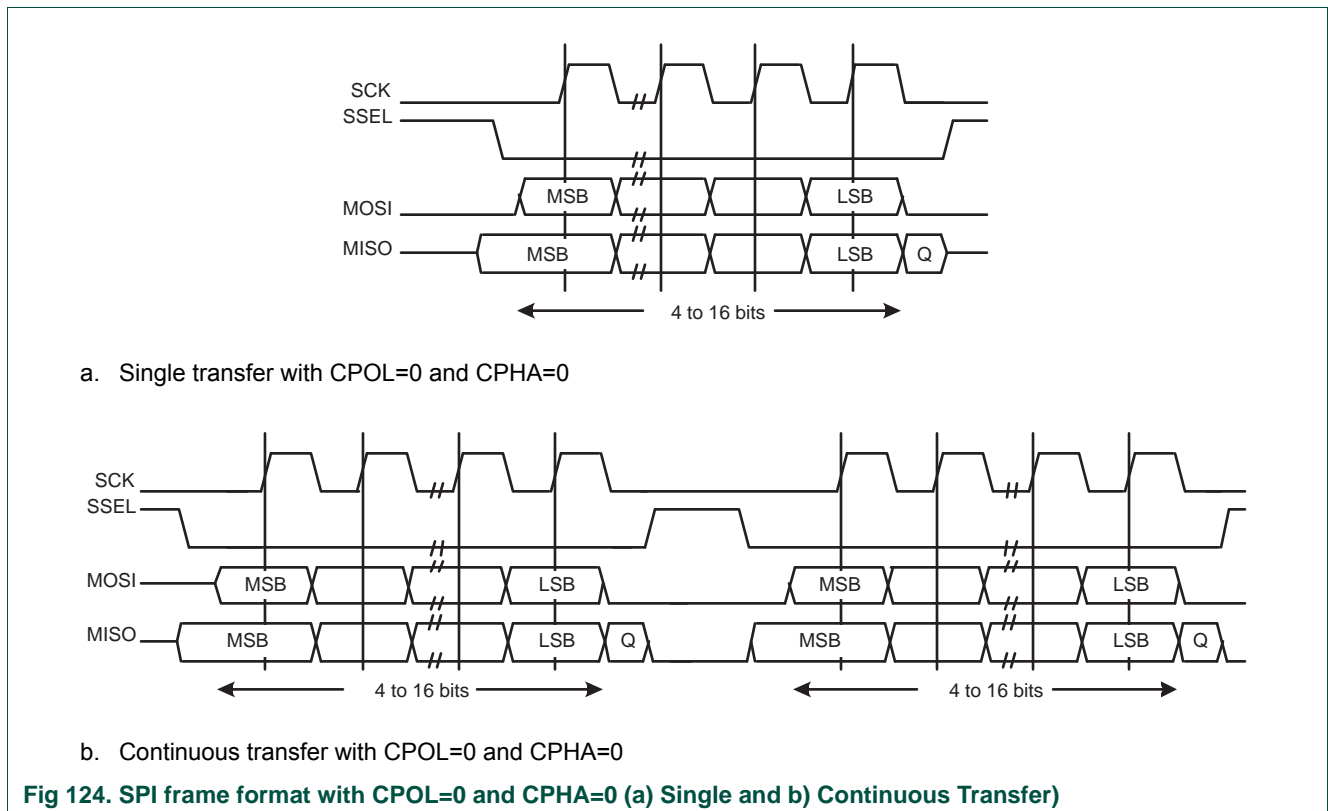 SCK
SSEL
MOSI MSB LSB
MISO MSB LSB Q
4 to 16 bits
a. Single transfer with CPOL=0 and CPHA=0
SCK
SSEL
MOSI MSB LSB MSB LSB
MISO MSB LSB Q MSB LSB Q
4 to 16 bits 4 to 16 bits
b. Continuous transfer with CPOL=0 and CPHA=0
Fig 124. SPI frame format with CPOL=0 and CPHA=0 (a) Single and b) Continuous Transfer)